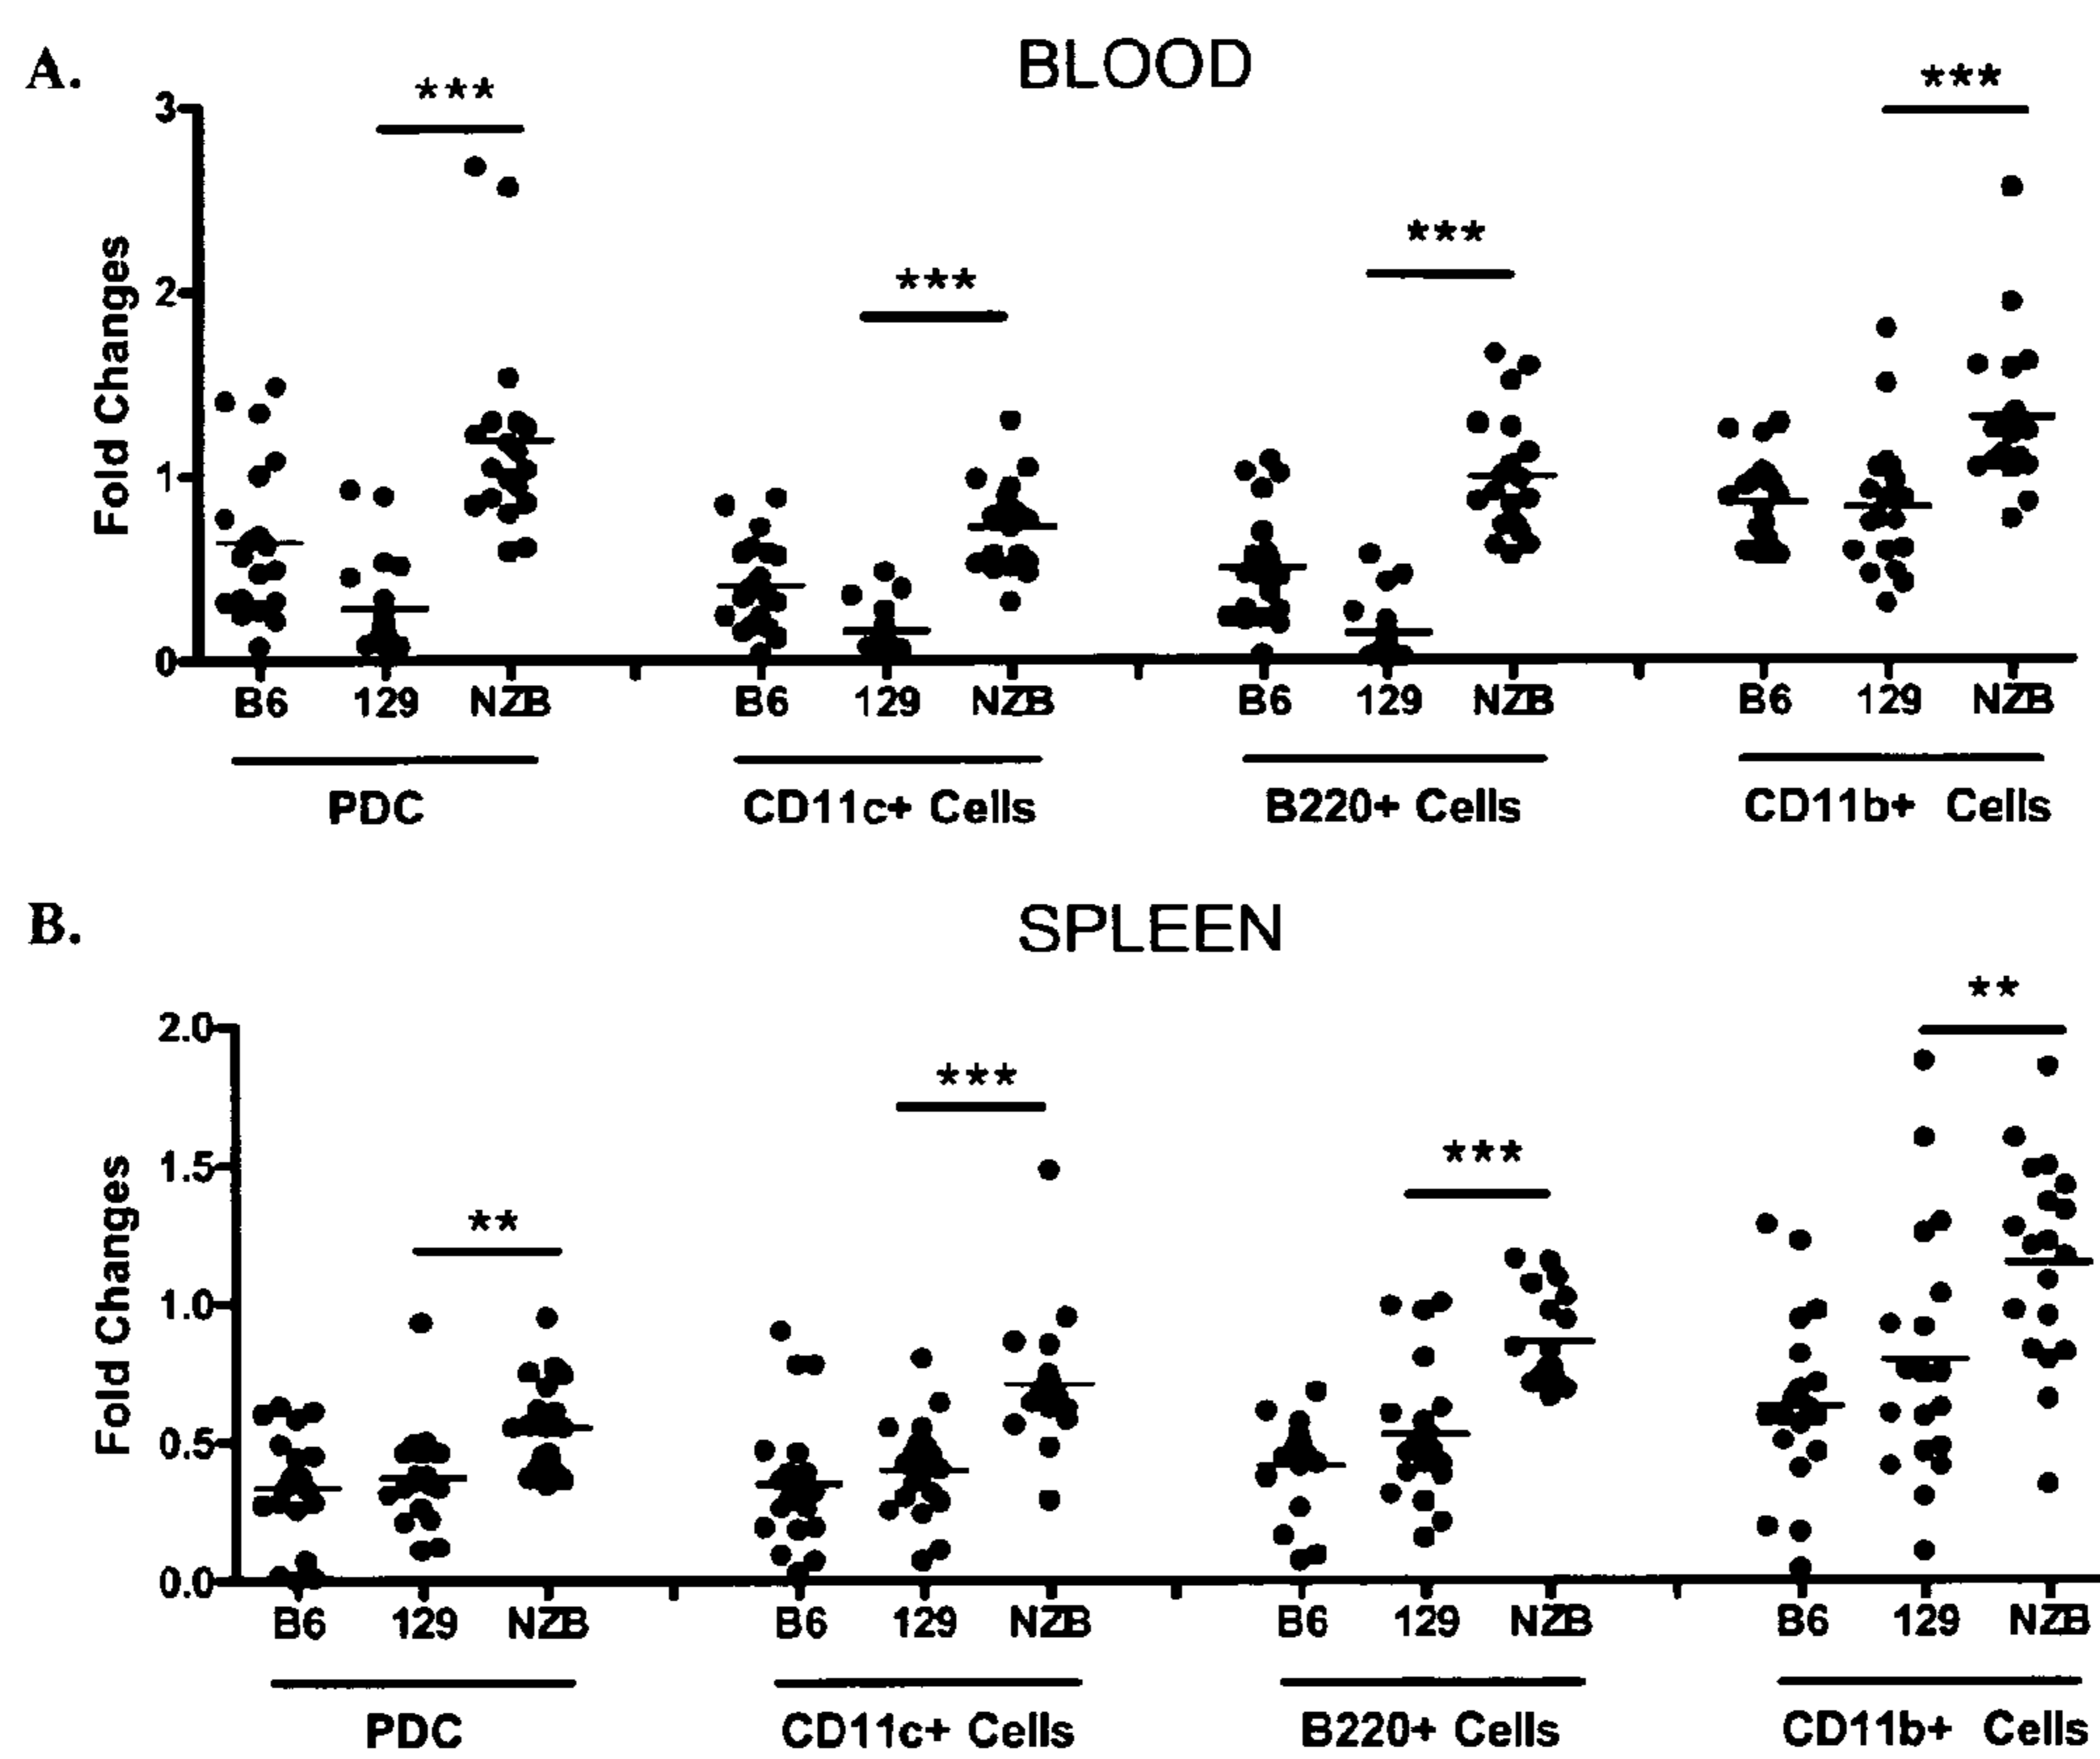 A.
BLOOD
*** *** *** ***
Fold Changes
3
2
1
0
B6 129 NZB B6 129 NZB B6 129 NZB B6 129 NZB
PDC CD11c+ Cells B220+ Cells CD11b+ Cells
B.
SPLEEN
** *** *** **
Fold Changes
2.0
1.5
1.0
0.5
0.0
B6 129 NZB B6 129 NZB B6 129 NZB B6 129 NZB
PDC CD11c+ Cells B220+ Cells CD11b+ Cells